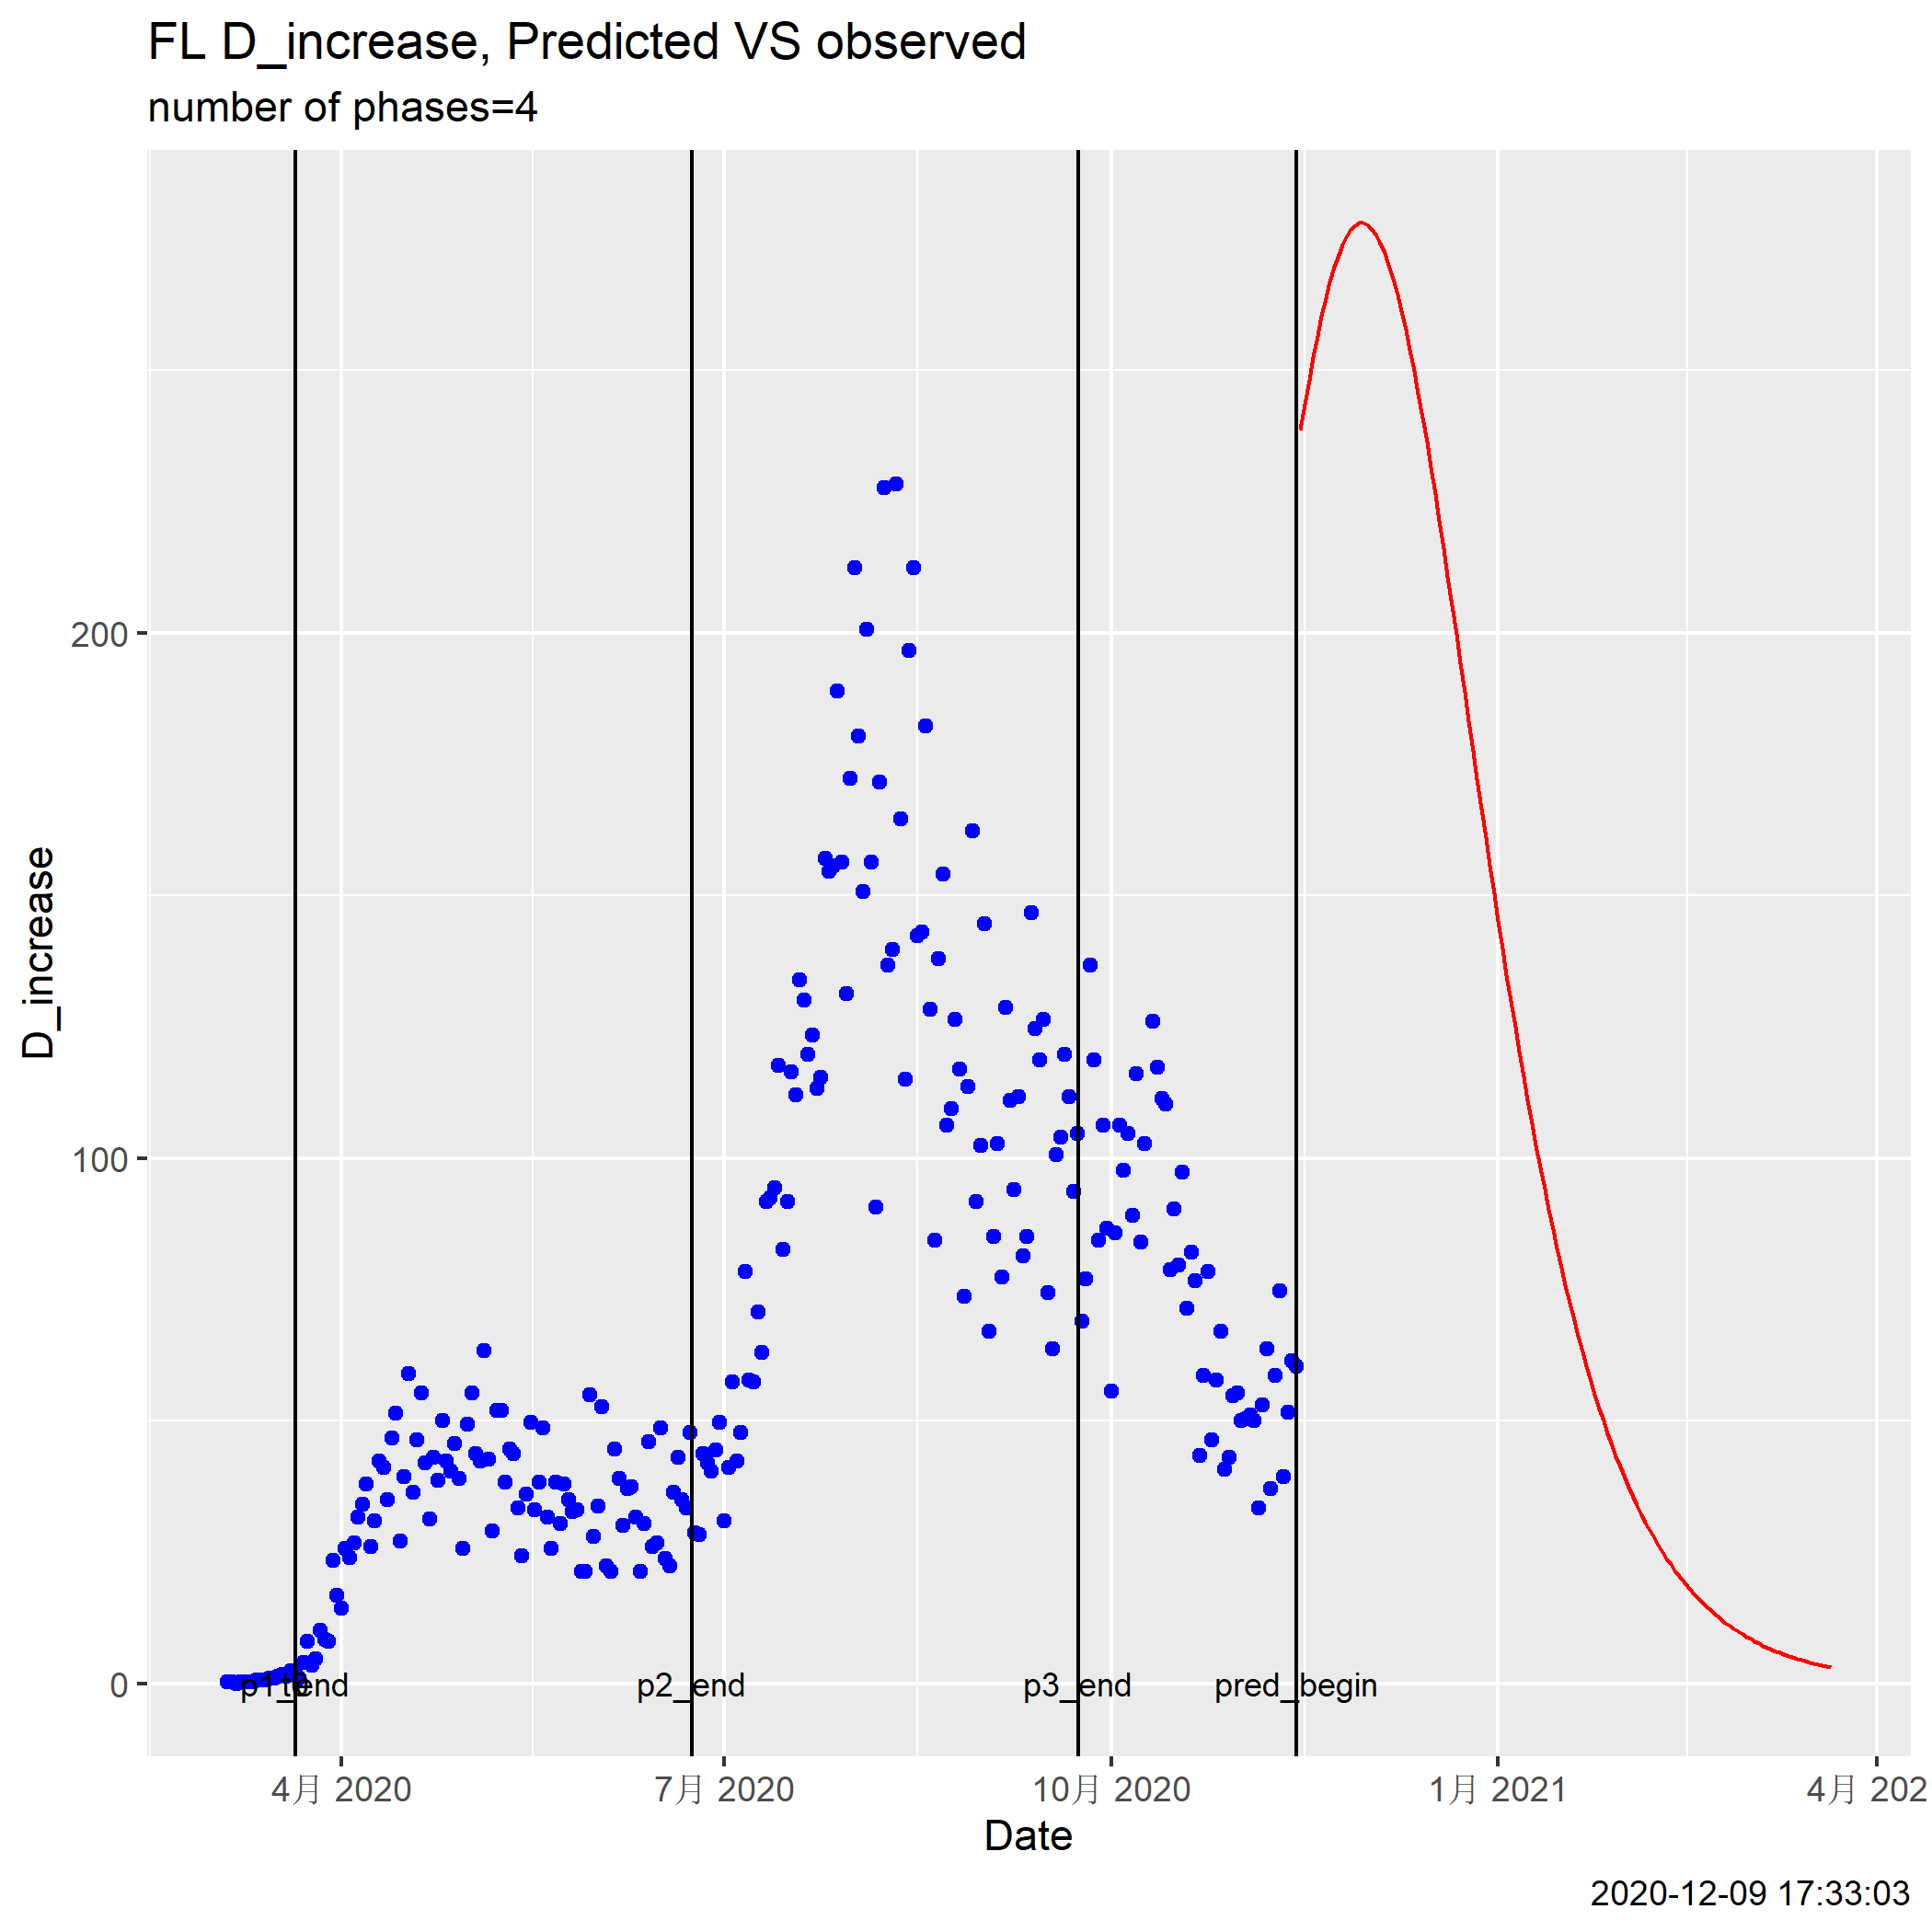 FL D_increase, Predicted VS observed
number of phases=4
D_increase
200
100
0
p1_end
p2_end
p3_end
pred_begin
4月 2020
7月 2020
10月 2020
1月 2021
4月 202
Date
2020-12-09 17:33:03